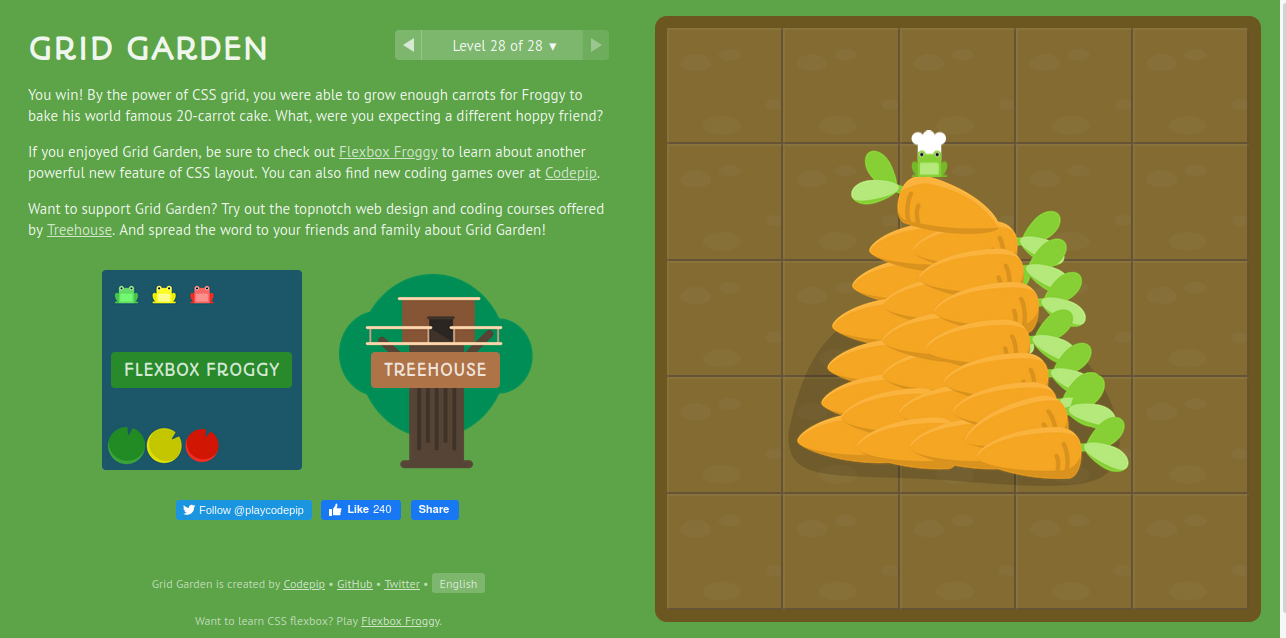 GRID GARDEN
Level 28 of 28 ▼
You win! By the power of CSS grid, you were able to grow enough carrots for Froggy to
bake his world famous 20-carrot cake. What, were you expecting a different hoppy friend?
If you enjoyed Grid Garden, be sure to check out Flexbox Froggy to learn about another
powerful new feature of CSS layout. You can also find new coding games over at Codepip.
Want to support Grid Garden? Try out the topnotch web design and coding courses offered
by Treehouse. And spread the word to your friends and family about Grid Garden!
FLEXBOX FROGGY
TREEHOUSE
Follow @playcodepip
Like 240
Share
Grid Garden is created by Codepip • GitHub • Twitter • English
Want to learn CSS flexbox? Play Flexbox Froggy.